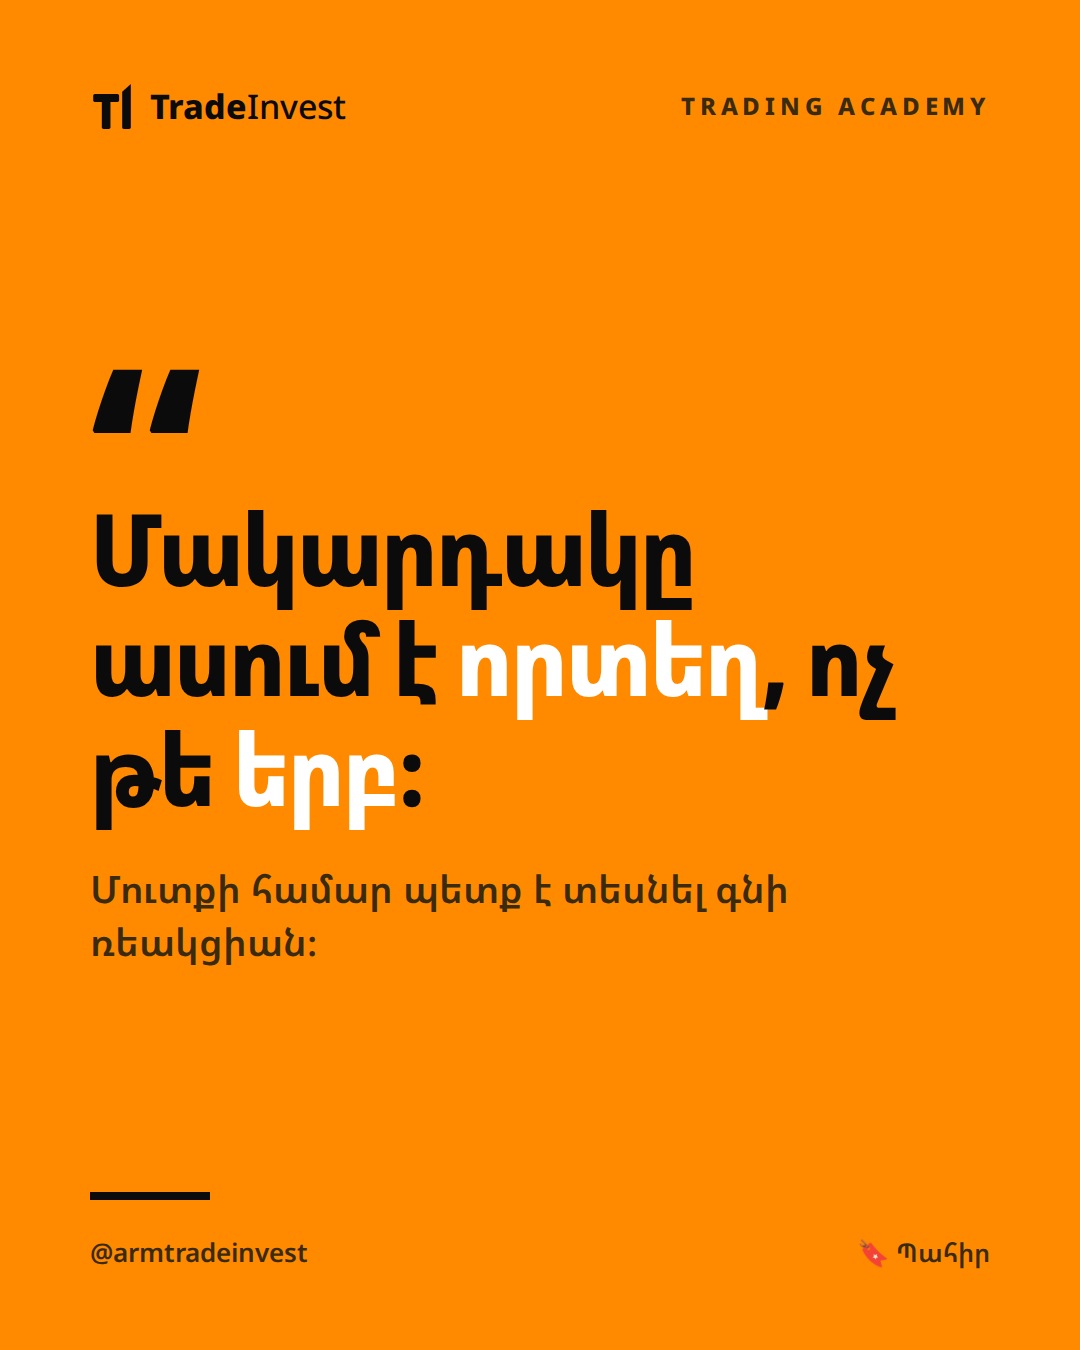 TradeInvest
TRADING ACADEMY
“
Մակարդակը
ասում է որտեղ, ոչ
թե երբ:
Մուտքի համար պետք է տեսնել գնի
ռեակցիան:
@armtradeinvest
🔖 Պահիր